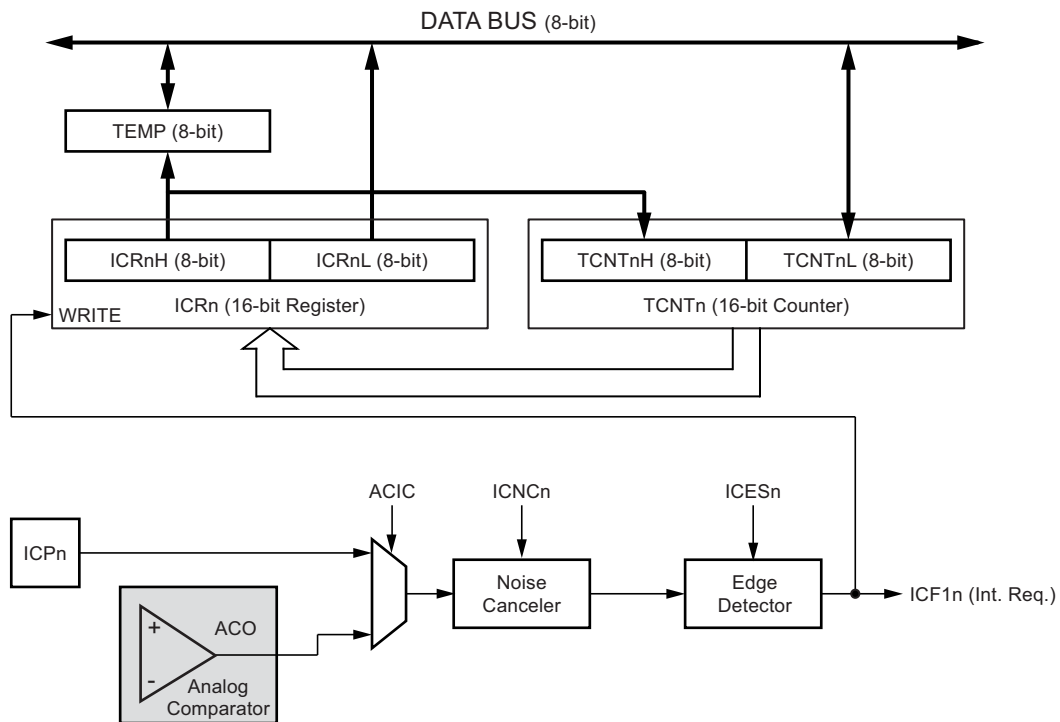 DATA BUS (8-bit)
TEMP (8-bit)
ICRnH (8-bit)
ICRnL (8-bit)
TCNTnH (8-bit)
TCNTnL (8-bit)
WRITE
ICRn (16-bit Register)
TCNTn (16-bit Counter)
ACIC
ICNCn
ICESn
ICPn
Noise
Canceler
Edge
Detector
ICF1n (Int. Req.)
+
ACO
-
Analog
Comparator